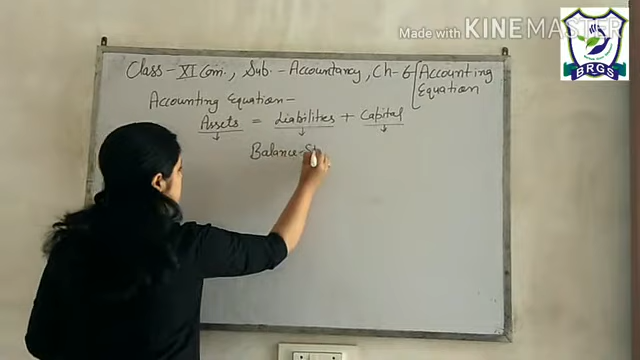 Made with KINEMASTER
BRGS
Class - XI Com., Sub. - Accountancy, Ch-6 [Accounting Equation
Accounting Equation -
Assets = Liabilities + Capital
Balance-Sh